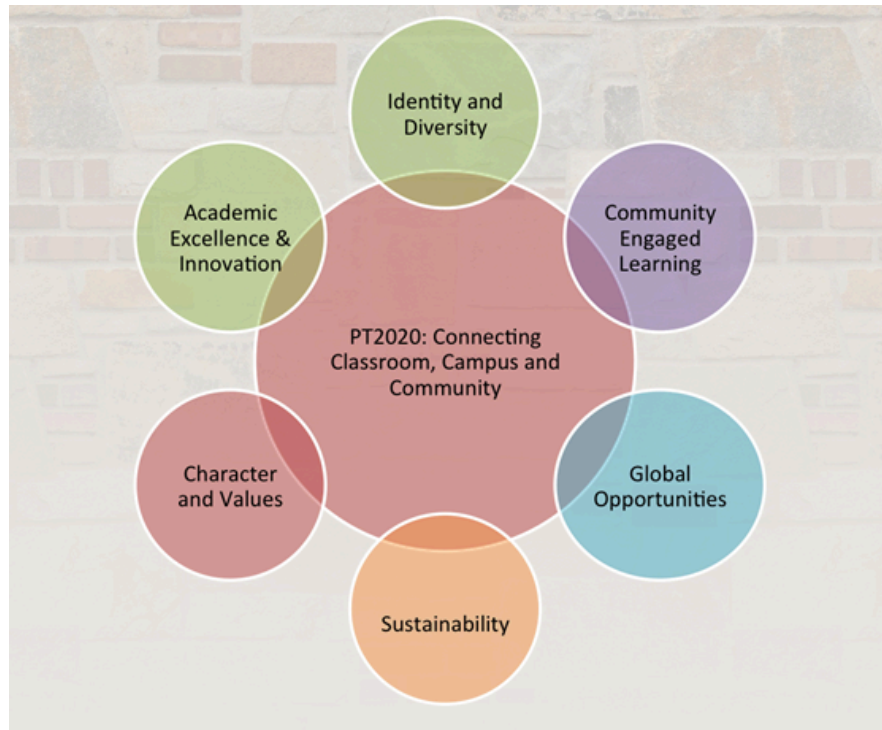 Identity and
Diversity
Community
Engaged
Learning
Global
Opportunities
Sustainability
Character
and Values
Academic
Excellence &
Innovation
PT2020: Connecting
Classroom, Campus and
Community